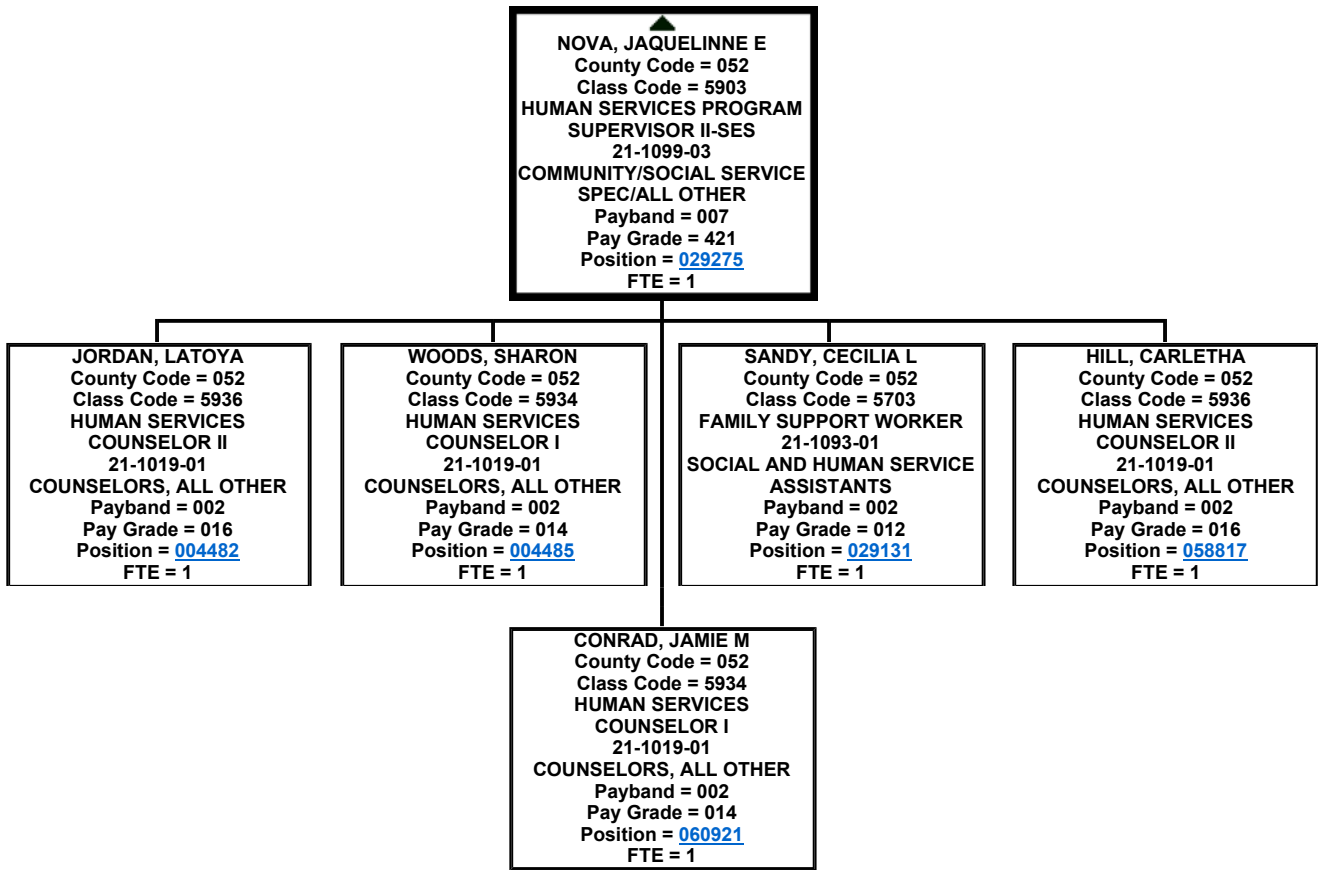 NOVA, JAQUELINNE E
County Code = 052
Class Code = 5903
HUMAN SERVICES PROGRAM
SUPERVISOR II-SES
21-1099-03
COMMUNITY/SOCIAL SERVICE
SPEC/ALL OTHER
Payband = 007
Pay Grade = 421
Position = 029275
FTE = 1
JORDAN, LATOYA
County Code = 052
Class Code = 5936
HUMAN SERVICES
COUNSELOR II
21-1019-01
COUNSELORS, ALL OTHER
Payband = 002
Pay Grade = 016
Position = 004482
FTE = 1
WOODS, SHARON
County Code = 052
Class Code = 5934
HUMAN SERVICES
COUNSELOR I
21-1019-01
COUNSELORS, ALL OTHER
Payband = 002
Pay Grade = 014
Position = 004485
FTE = 1
SANDY, CECILIA L
County Code = 052
Class Code = 5703
FAMILY SUPPORT WORKER
21-1093-01
SOCIAL AND HUMAN SERVICE
ASSISTANTS
Payband = 002
Pay Grade = 012
Position = 029131
FTE = 1
HILL, CARLETHA
County Code = 052
Class Code = 5936
HUMAN SERVICES
COUNSELOR II
21-1019-01
COUNSELORS, ALL OTHER
Payband = 002
Pay Grade = 016
Position = 058817
FTE = 1
CONRAD, JAMIE M
County Code = 052
Class Code = 5934
HUMAN SERVICES
COUNSELOR I
21-1019-01
COUNSELORS, ALL OTHER
Payband = 002
Pay Grade = 014
Position = 060921
FTE = 1